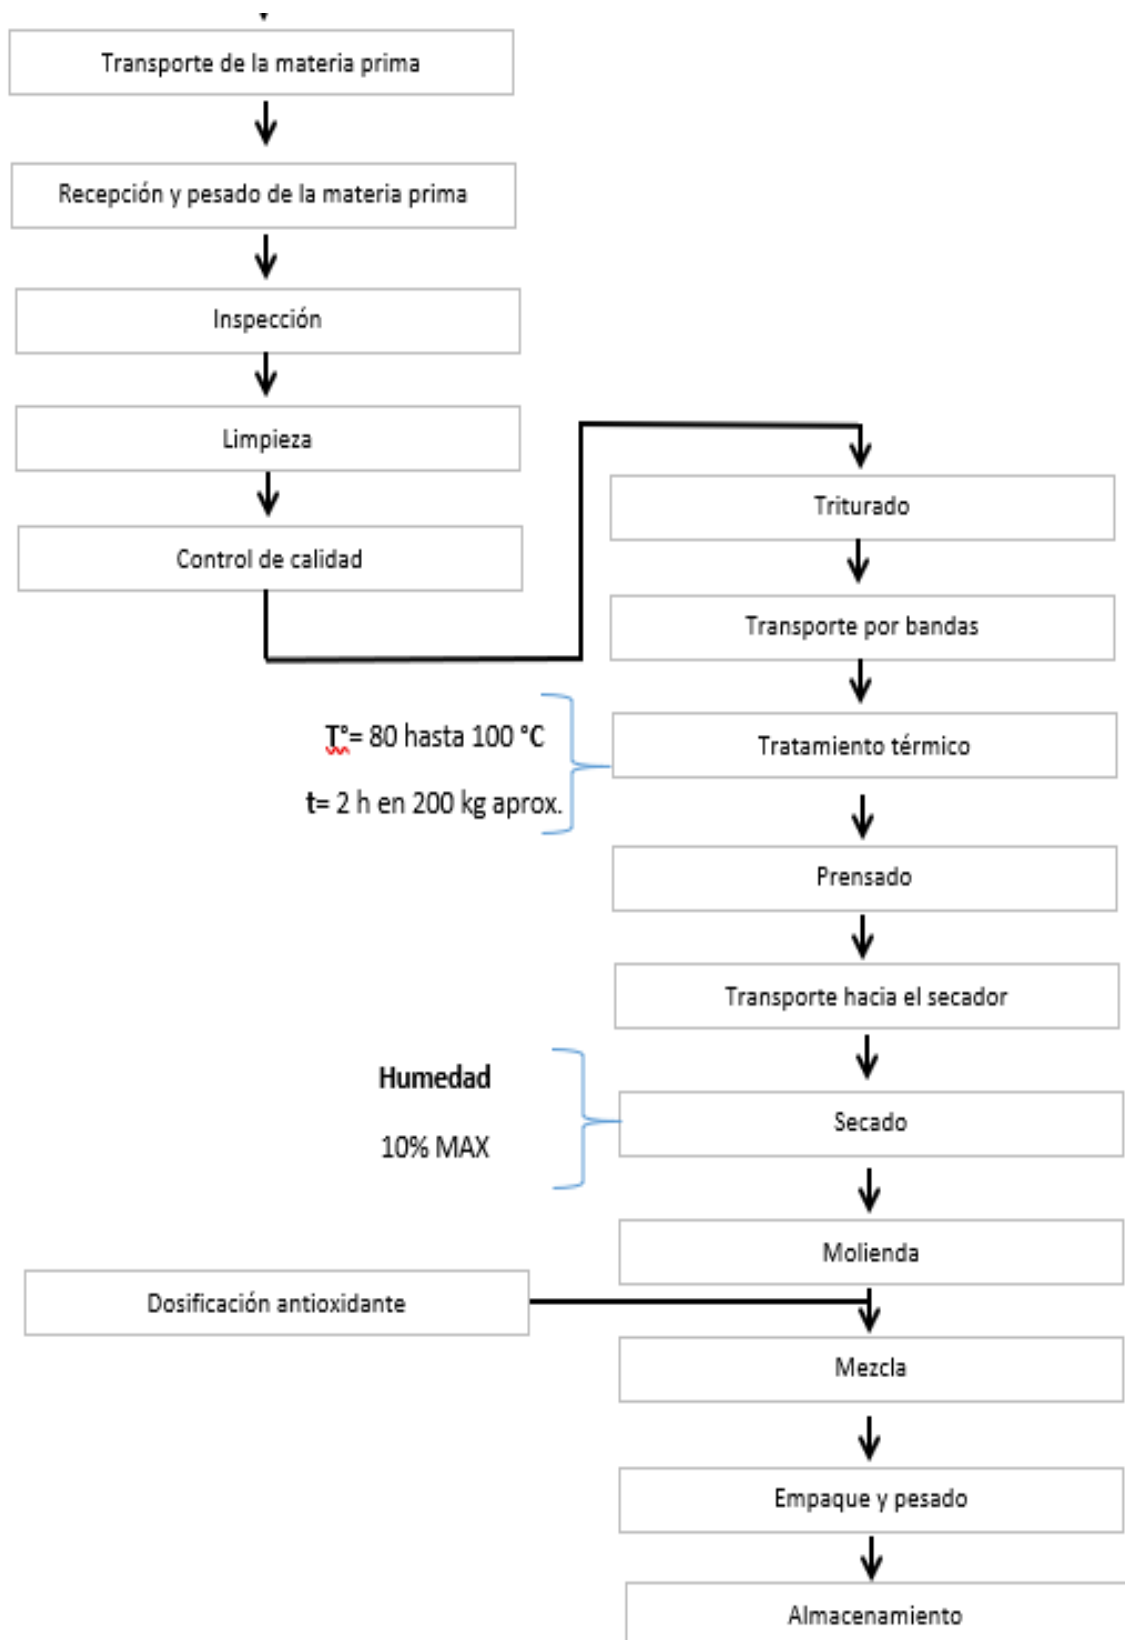 Transporte de la materia prima
Recepción y pesado de la materia prima
Inspección
Limpieza
Control de calidad
Triturado
Transporte por bandas
T°= 80 hasta 100 °C
t= 2 h en 200 kg aprox.
Tratamiento térmico
Prensado
Transporte hacia el secador
Humedad
10% MAX
Secado
Molienda
Dosificación antioxidante
Mezcla
Empaque y pesado
Almacenamiento